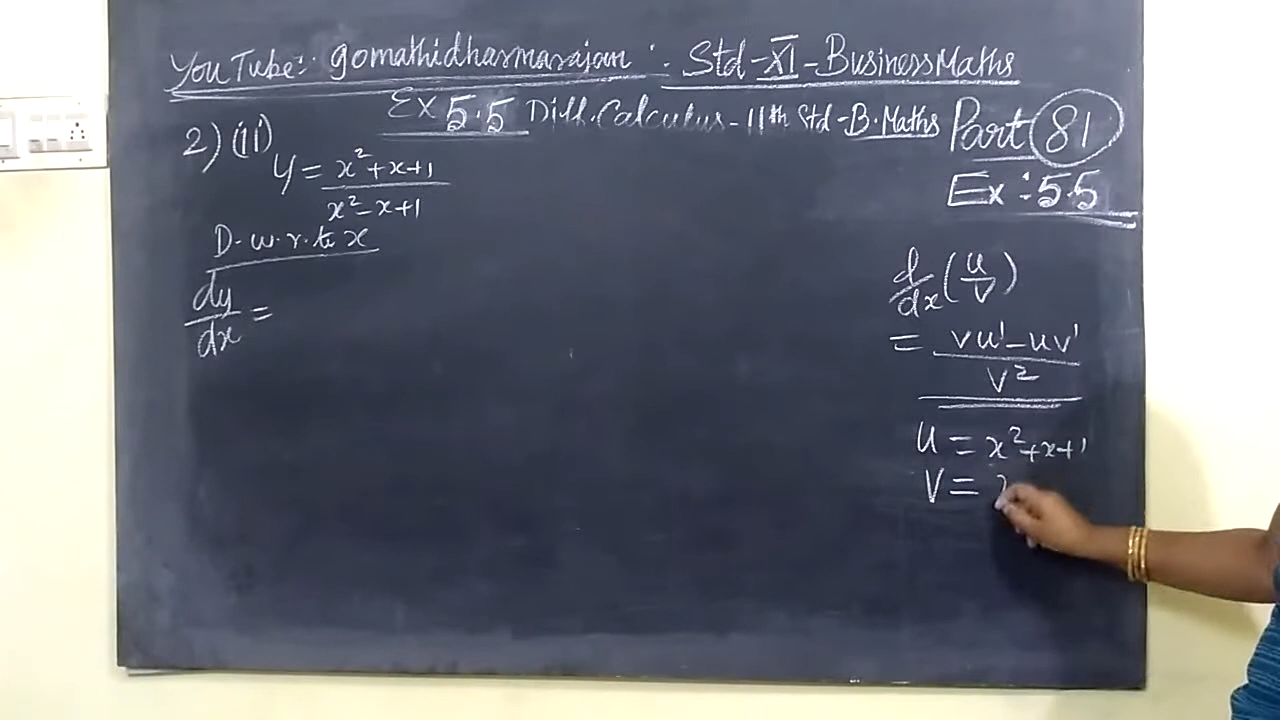 YouTube: gomathidharmarajan : Std-XI-BusinessMaths
Ex 5.5 Diff.Calculus-11th Std-B.Maths Part 81
Ex:5.5
2)(ii)
y = x²+x+1 / x²-x+1
D.w.r.to x
dy/dx =
d/dx (u/v)
= vu'-uv' / v²
u = x²+x+1
v =